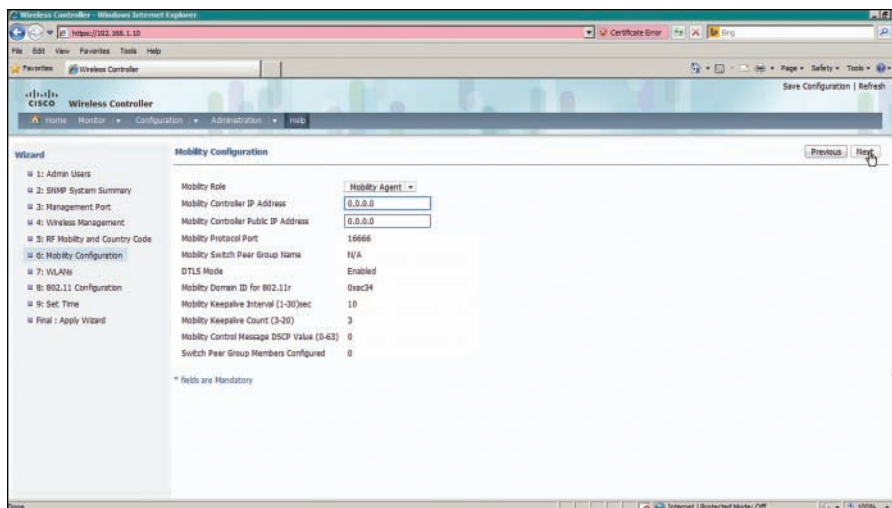 Wireless Controller - Windows Internet Explorer
https://192.168.1.10
Certificate Error
Bing
File Edit View Favorites Tools Help
Favorites Wireless Controller
Page Safety Tools
Save Configuration | Refresh
CISCO Wireless Controller
Home Monitor Configuration Administration Help
Wizard
1: Admin Users
2: SNMP System Summary
3: Management Port
4: Wireless Management
5: RF Mobility and Country Code
6: Mobility Configuration
7: WLANs
8: 802.11 Configuration
9: Set Time
Final : Apply Wizard
Mobility Configuration
Previous Next
Mobility Role Mobility Agent
Mobility Controller IP Address 0.0.0.0
Mobility Controller Public IP Address 0.0.0.0
Mobility Protocol Port 16666
Mobility Switch Peer Group Name N/A
DTLS Mode Enabled
Mobility Domain ID for 802.11r 0xac34
Mobility Keepalive Interval (1-30)sec 10
Mobility Keepalive Count (3-20) 3
Mobility Control Message DSCP Value (0-63) 0
Switch Peer Group Members Configured 0
* fields are Mandatory
Done
Internet | Protected Mode: Off
100%